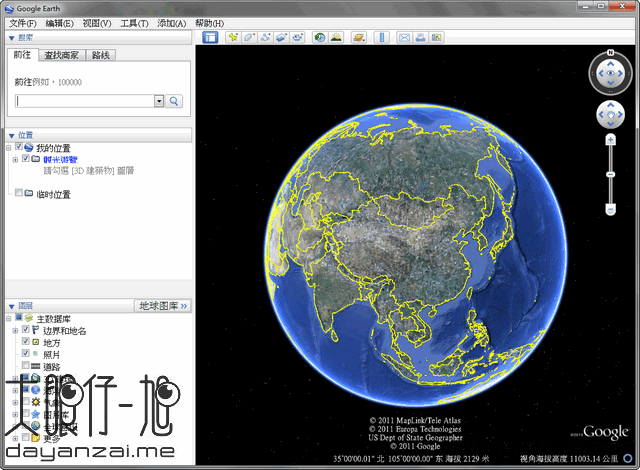 Google Earth
文件(F) 编辑(E) 视图(V) 工具(T) 添加(A) 帮助(H)
搜索
前往 查找商家 路线
前往例如，100000
位置
我的位置
观光游览
請勾選 [3D 建築物] 圖層
临时位置
图层
地球图库 »
主数据库
边界和地名
地方
照片
道路
更多
大眼仔~旭
dayanzai.me
© 2011 MapLink/Tele Atlas
© 2011 Europa Technologies
US Dept of State Geographer
© 2011 Google
©2010 Google
35°00'00.01" 北 105°00'00.00" 东 海拔 2129 米
视角海拔高度 11003.14 公里
N